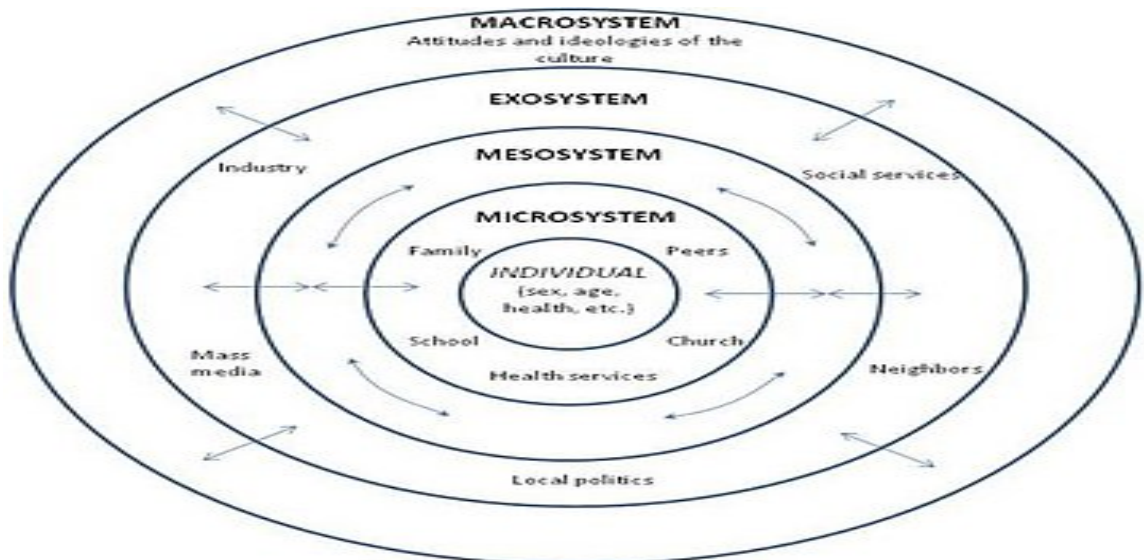 MACROSYSTEM
Attitudes and ideologies of the
culture
EXOSYSTEM
Industry
MESOSYSTEM
Social services
MICROSYSTEM
Family
Peers
INDIVIDUAL
{sex, age,
health, etc.}
School
Church
Mass
media
Health services
Neighbors
Local politics